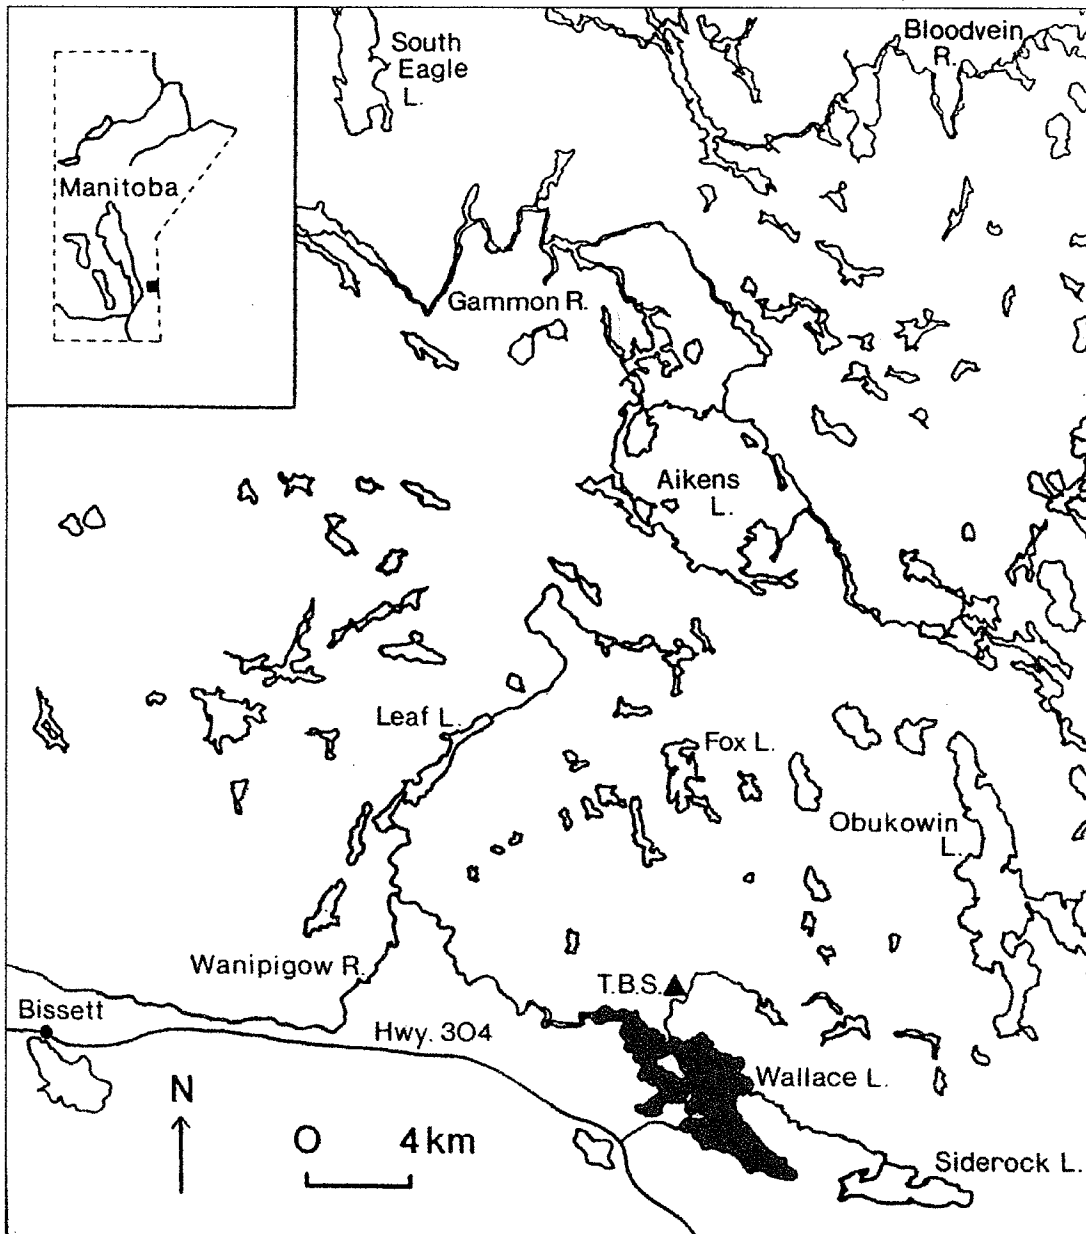 South
Eagle
L.
Bloodvein
R.
Manitoba
Gammon R.
Aikens
L.
Leaf L.
Fox L.
Obukowin
L.
Wanipigow R.
T.B.S.
Bissett
Hwy. 304
Wallace L.
N
0 4 km
Siderock L.